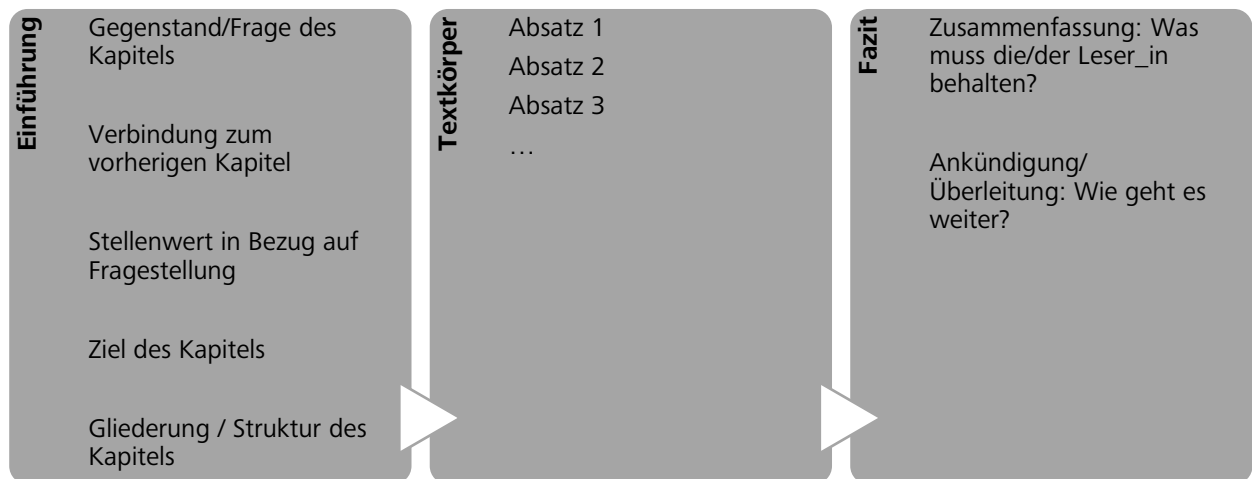 Einführung
Gegenstand/Frage des
Kapitels
Verbindung zum
vorherigen Kapitel
Stellenwert in Bezug auf
Fragestellung
Ziel des Kapitels
Gliederung / Struktur des
Kapitels
Textkörper
Absatz 1
Absatz 2
Absatz 3
…
Fazit
Zusammenfassung: Was
muss die/der Leser_in
behalten?
Ankündigung/
Überleitung: Wie geht es
weiter?